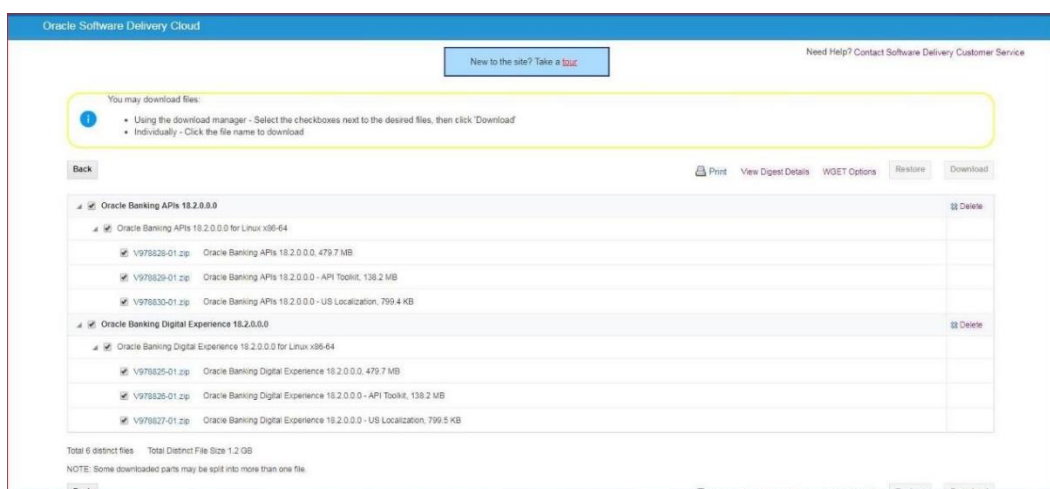 Oracle Software Delivery Cloud
New to the site? Take a tour
Need Help? Contact Software Delivery Customer Service
You may download files:
• Using the download manager - Select the checkboxes next to the desired files, then click 'Download'
• Individually - Click the file name to download
Back Print View Digest Details WGET Options Restore Download
Oracle Banking APIs 18.2.0.0.0 Delete
Oracle Banking APIs 18.2.0.0.0 for Linux x86-64
V978828-01.zip Oracle Banking APIs 18.2.0.0.0, 479.7 MB
V978829-01.zip Oracle Banking APIs 18.2.0.0.0 - API Toolkit, 138.2 MB
V978830-01.zip Oracle Banking APIs 18.2.0.0.0 - US Localization, 799.4 KB
Oracle Banking Digital Experience 18.2.0.0.0 Delete
Oracle Banking Digital Experience 18.2.0.0.0 for Linux x86-64
V978825-01.zip Oracle Banking Digital Experience 18.2.0.0.0, 479.7 MB
V978826-01.zip Oracle Banking Digital Experience 18.2.0.0.0 - API Toolkit, 138.2 MB
V978827-01.zip Oracle Banking Digital Experience 18.2.0.0.0 - US Localization, 799.5 KB
Total 6 distinct files Total Distinct File Size 1.2 GB
NOTE: Some downloaded parts may be split into more than one file.